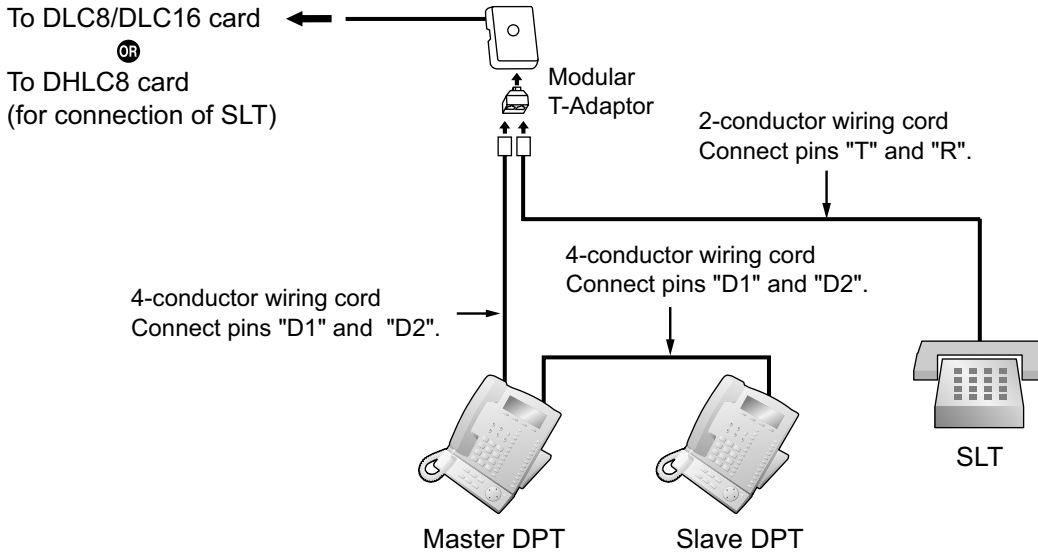 To DLC8/DLC16 card
OR
To DHLC8 card
(for connection of SLT)
Modular
T-Adaptor
2-conductor wiring cord
Connect pins "T" and "R".
4-conductor wiring cord
Connect pins "D1" and "D2".
4-conductor wiring cord
Connect pins "D1" and  "D2".
SLT
Master DPT
Slave DPT